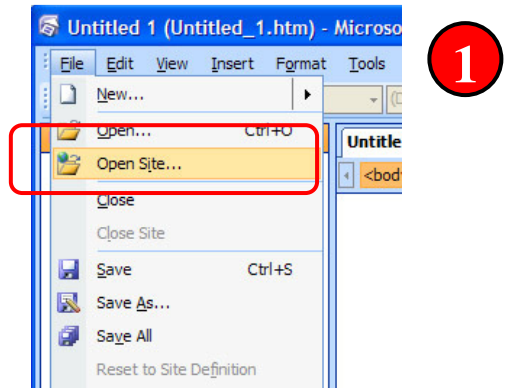 Untitled 1 (Untitled_1.htm) - Microso
1
File Edit View Insert Format Tools
New...
Open... Ctrl+O
Untitle
Open Site...
<bod
Close
Close Site
Save Ctrl+S
Save As...
Save All
Reset to Site Definition